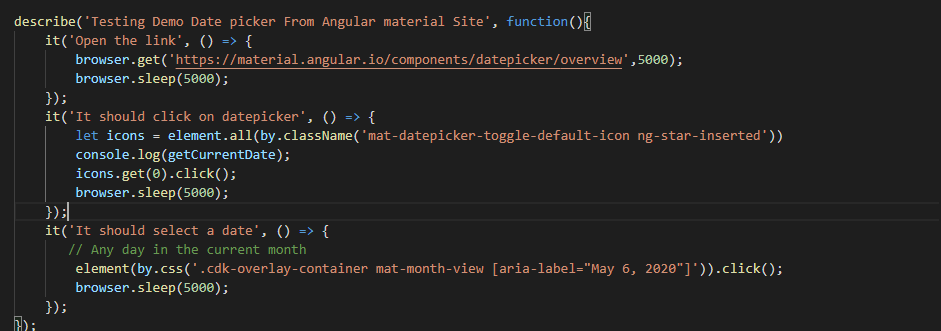 describe('Testing Demo Date picker From Angular material Site', function(){
    it('Open the link', () => {
        browser.get('https://material.angular.io/components/datepicker/overview',5000);
        browser.sleep(5000);
    });
    it('It should click on datepicker', () => {
        let icons = element.all(by.className('mat-datepicker-toggle-default-icon ng-star-inserted'))
        console.log(getCurrentDate);
        icons.get(0).click();
        browser.sleep(5000);
    });
    it('It should select a date', () => {
       // Any day in the current month
        element(by.css('.cdk-overlay-container mat-month-view [aria-label="May 6, 2020"]')).click();
        browser.sleep(5000);
    });
});